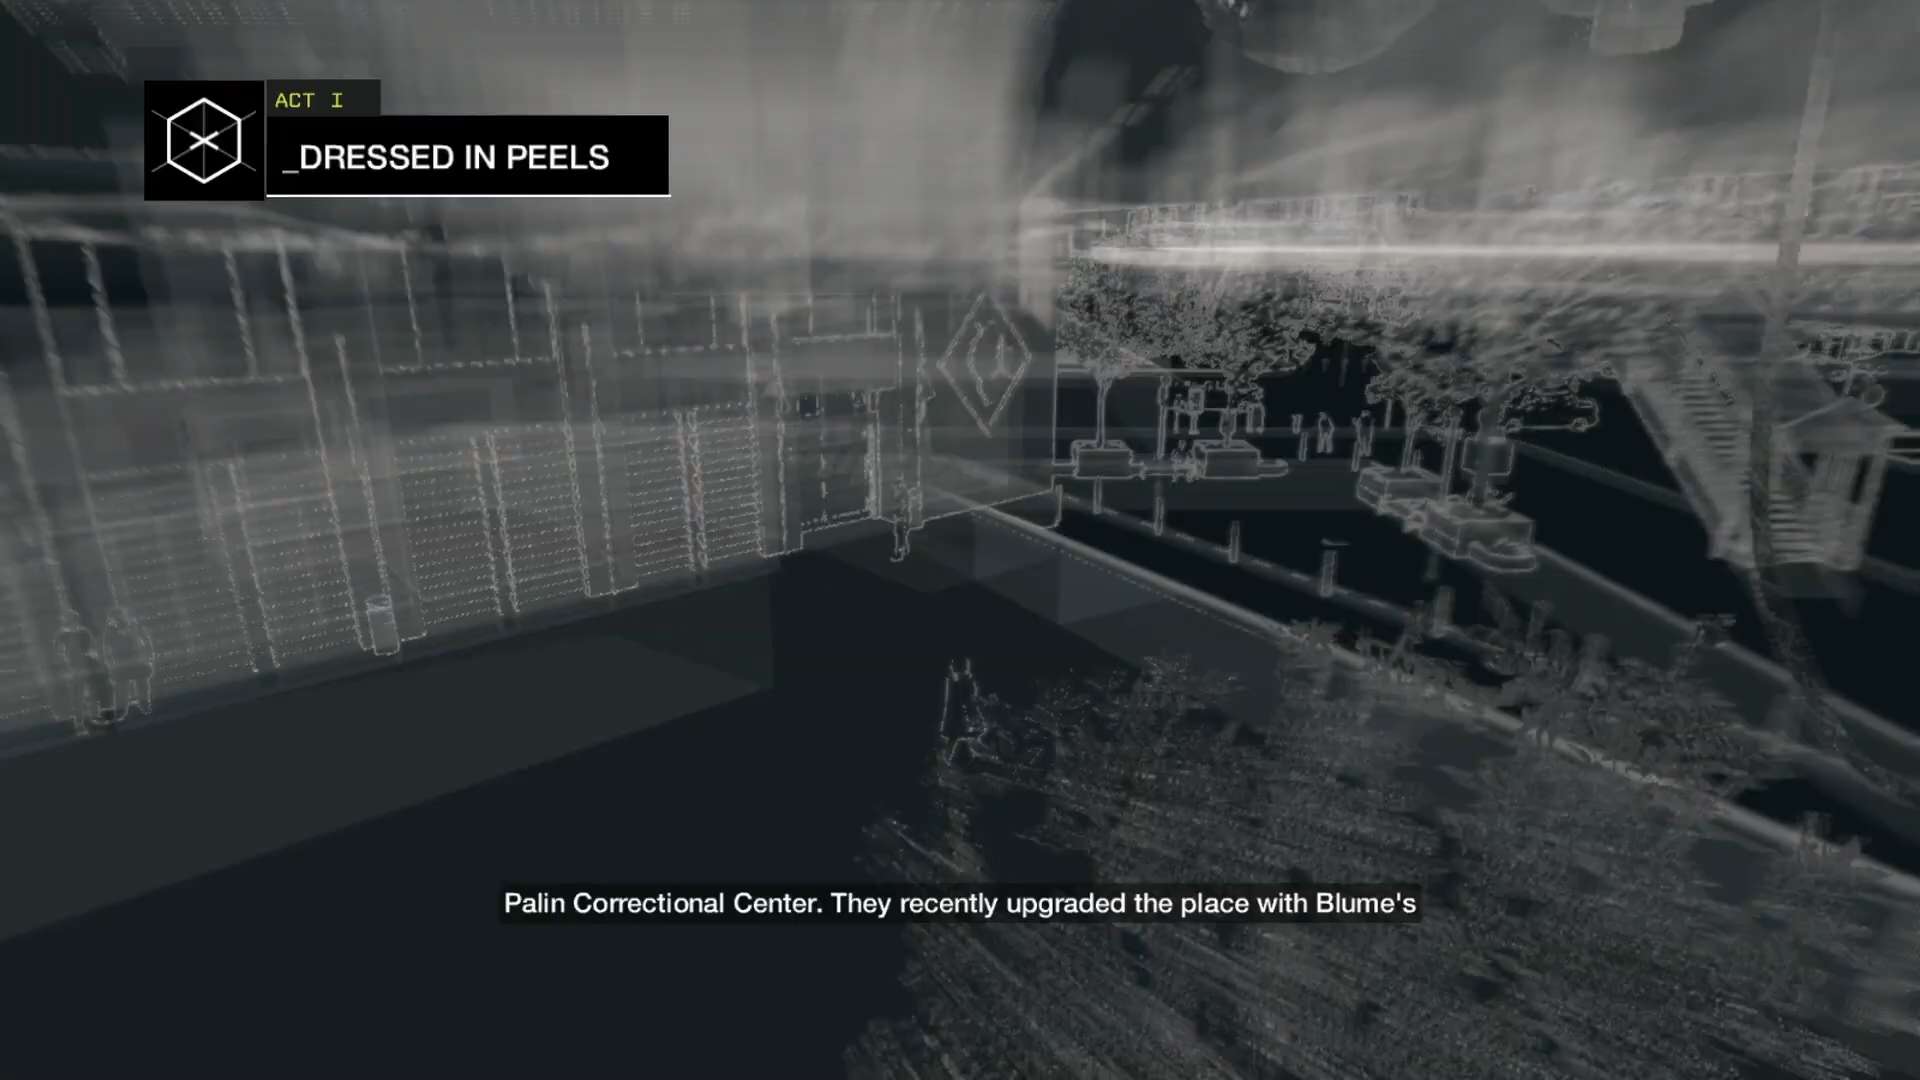 ACT I
_DRESSED IN PEELS
Palin Correctional Center. They recently upgraded the place with Blume's